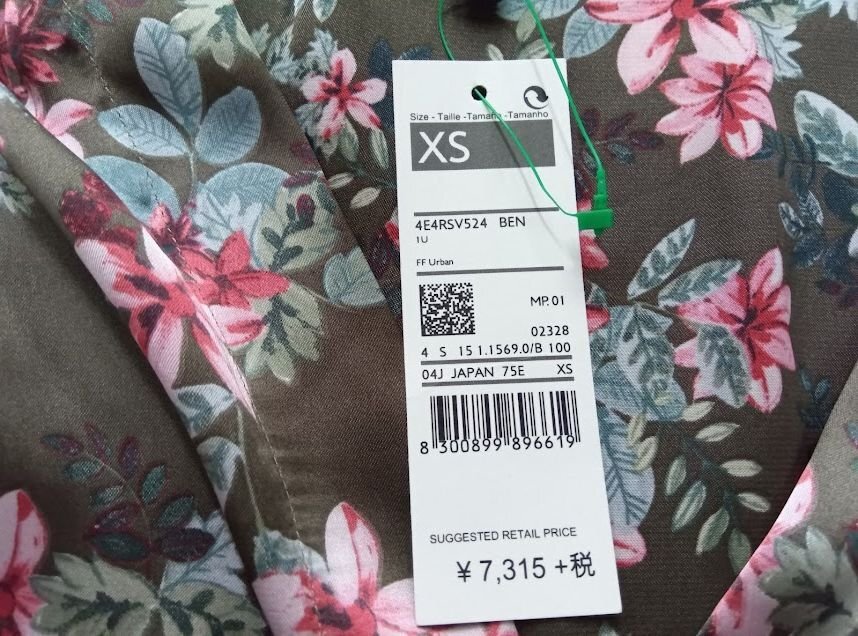 Size - Taille -Tamanho -Tamanho
XS
4E4RSV524 BEN
1U
FF Urban
MP. 01
02328
4 S 15 1.1569.0/B 100
04J JAPAN 75E XS
8 300899 896619
SUGGESTED RETAIL PRICE
¥ 7,315 +税